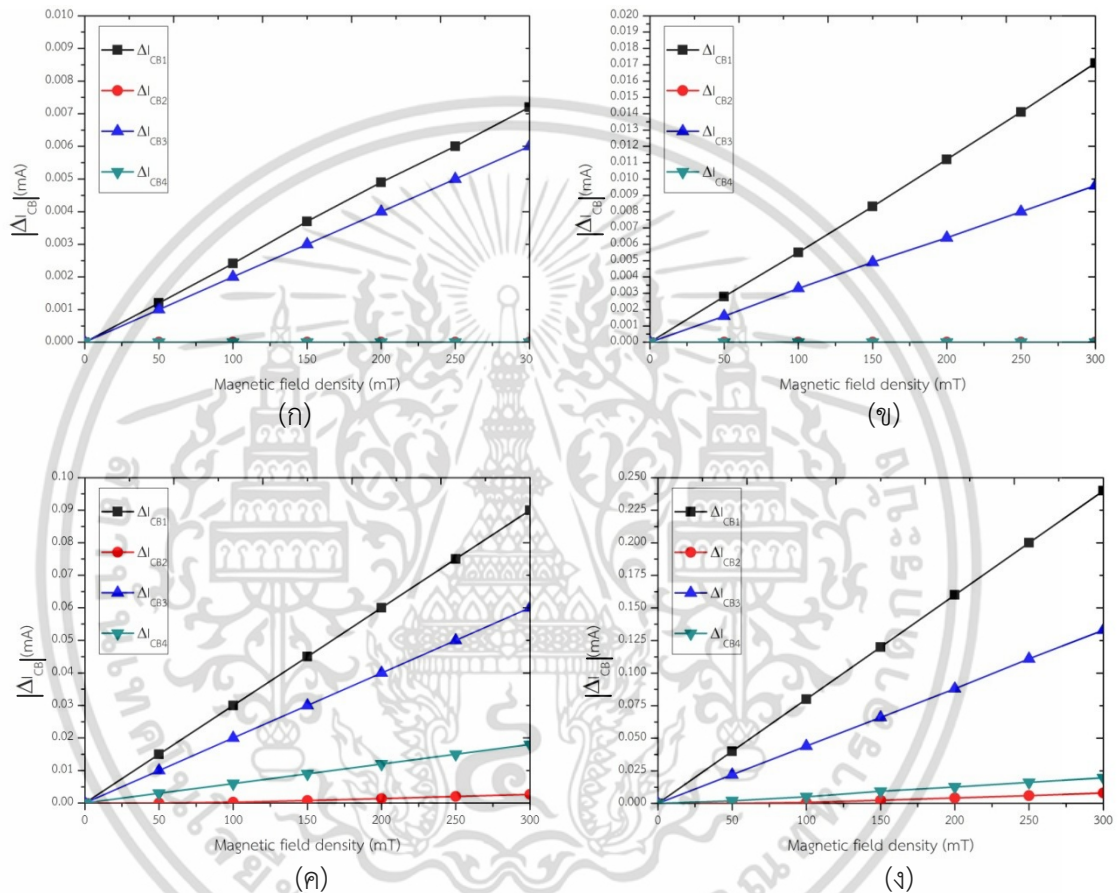 0.010
0.009
0.008
0.007
0.006
0.005
0.004
0.003
0.002
0.001
0.000
|ΔI_CB|(mA)
ΔI_CB1
ΔI_CB2
ΔI_CB3
ΔI_CB4
0 50 100 150 200 250 300
Magnetic field density (mT)
(ก)
0.020
0.019
0.018
0.017
0.016
0.015
0.014
0.013
0.012
0.011
0.010
0.009
0.008
0.007
0.006
0.005
0.004
0.003
0.002
0.001
0.000
|ΔI_CB|(mA)
ΔI_CB1
ΔI_CB2
ΔI_CB3
ΔI_CB4
0 50 100 150 200 250 300
Magnetic field density (mT)
(ข)
0.10
0.09
0.08
0.07
0.06
0.05
0.04
0.03
0.02
0.01
0.00
|ΔI_CB|(mA)
ΔI_CB1
ΔI_CB2
ΔI_CB3
ΔI_CB4
0 50 100 150 200 250 300
Magnetic field density (mT)
(ค)
0.250
0.225
0.200
0.175
0.150
0.125
0.100
0.075
0.050
0.025
0.000
|ΔI_CB|(mA)
ΔI_CB1
ΔI_CB2
ΔI_CB3
ΔI_CB4
0 50 100 150 200 250 300
Magnetic field density (mT)
(ง)